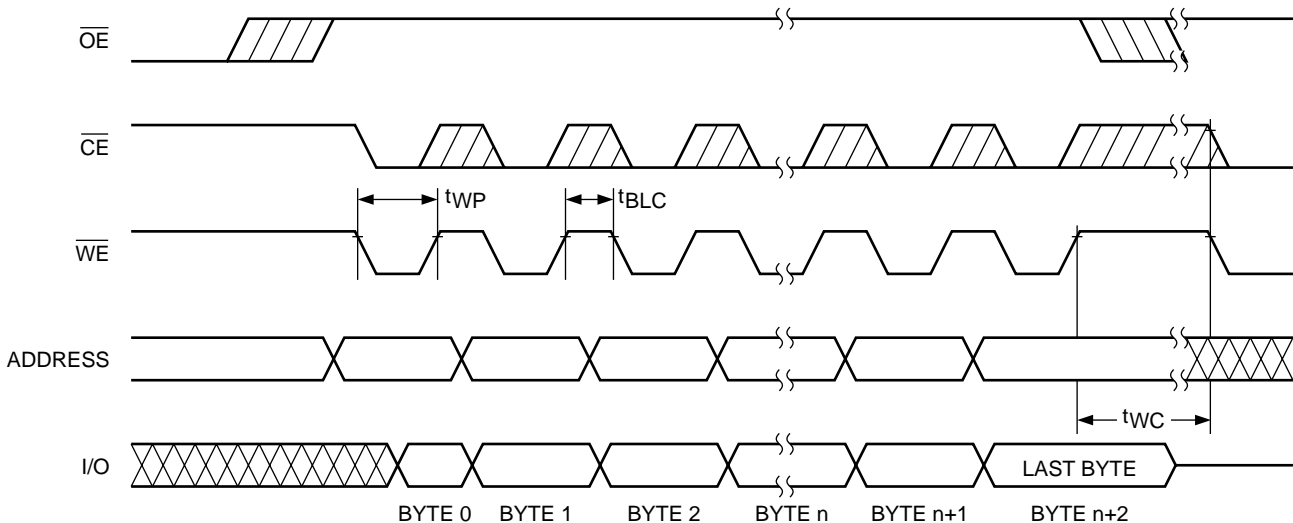 OE
CE
tWP
tBLC
WE
ADDRESS
tWC
I/O
LAST BYTE
BYTE 0 BYTE 1 BYTE 2 BYTE n BYTE n+1 BYTE n+2